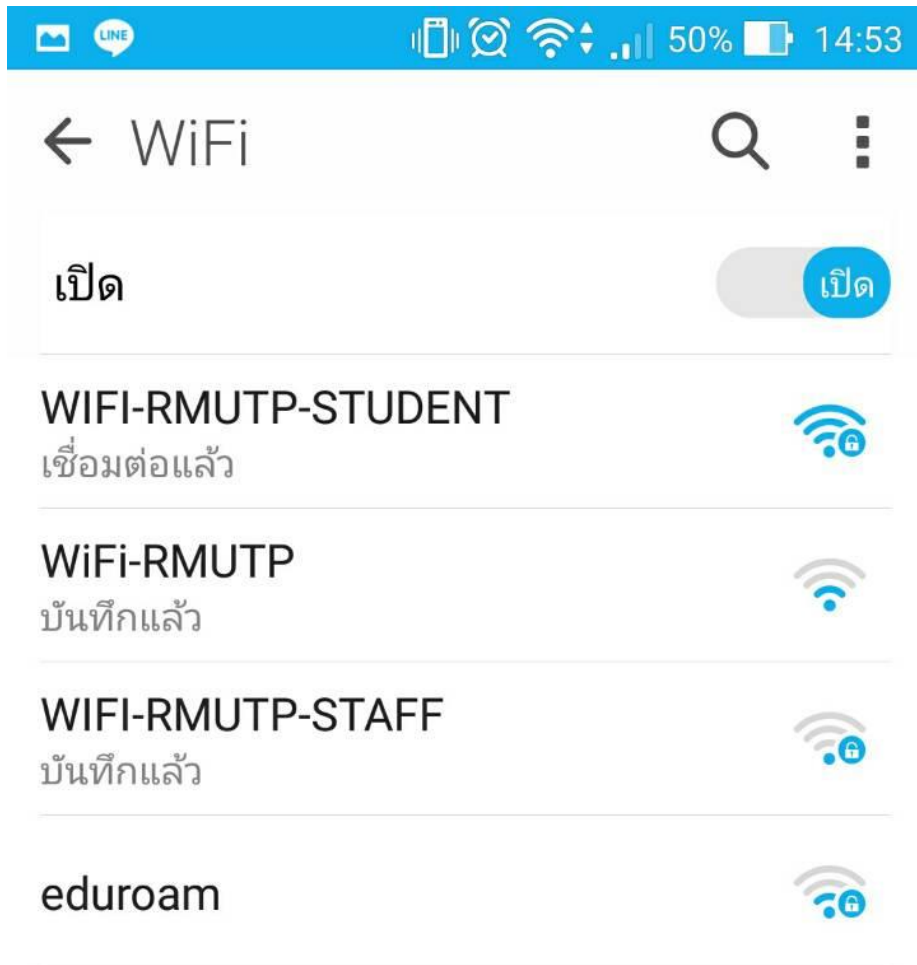 LINE 50% 14:53
WiFi
เปิด เปิด
WIFI-RMUTP-STUDENT
เชื่อมต่อแล้ว
WiFi-RMUTP
บันทึกแล้ว
WIFI-RMUTP-STAFF
บันทึกแล้ว
eduroam